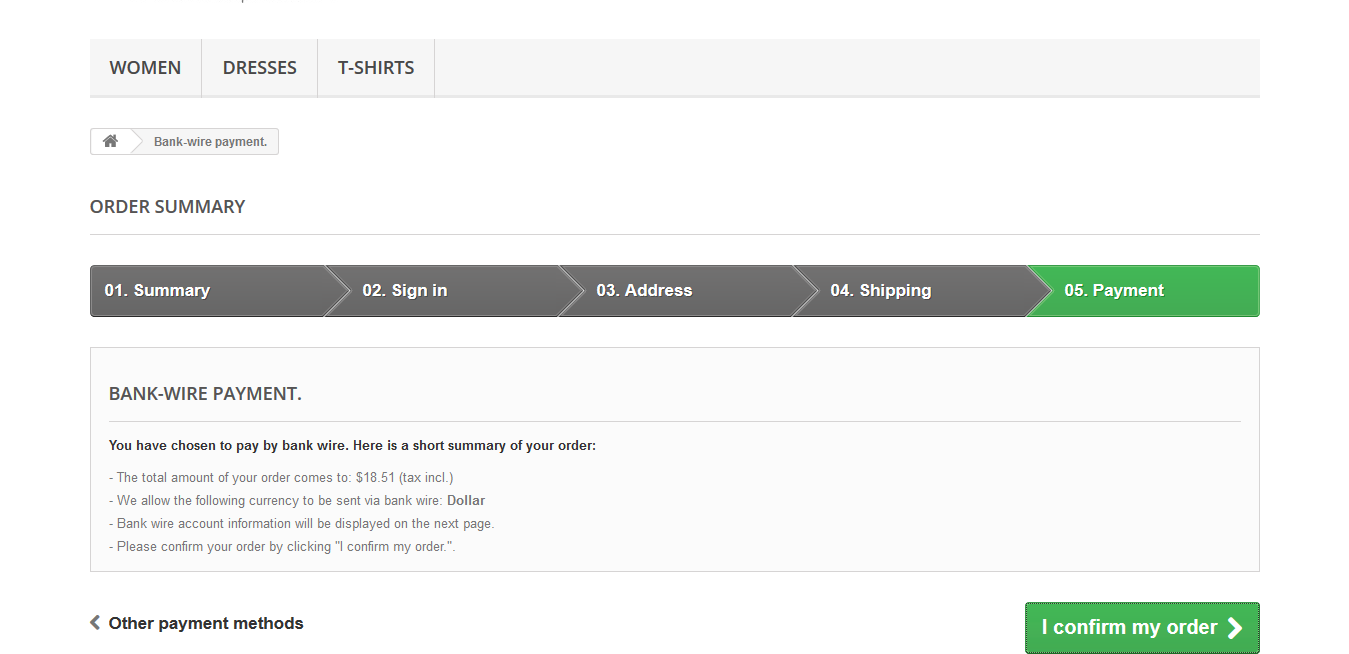 WOMEN DRESSES T-SHIRTS
Bank-wire payment.
ORDER SUMMARY
01. Summary 02. Sign in 03. Address 04. Shipping 05. Payment
BANK-WIRE PAYMENT.
You have chosen to pay by bank wire. Here is a short summary of your order:
- The total amount of your order comes to: $18.51 (tax incl.)
- We allow the following currency to be sent via bank wire: Dollar
- Bank wire account information will be displayed on the next page.
- Please confirm your order by clicking "I confirm my order.".
Other payment methods
I confirm my order